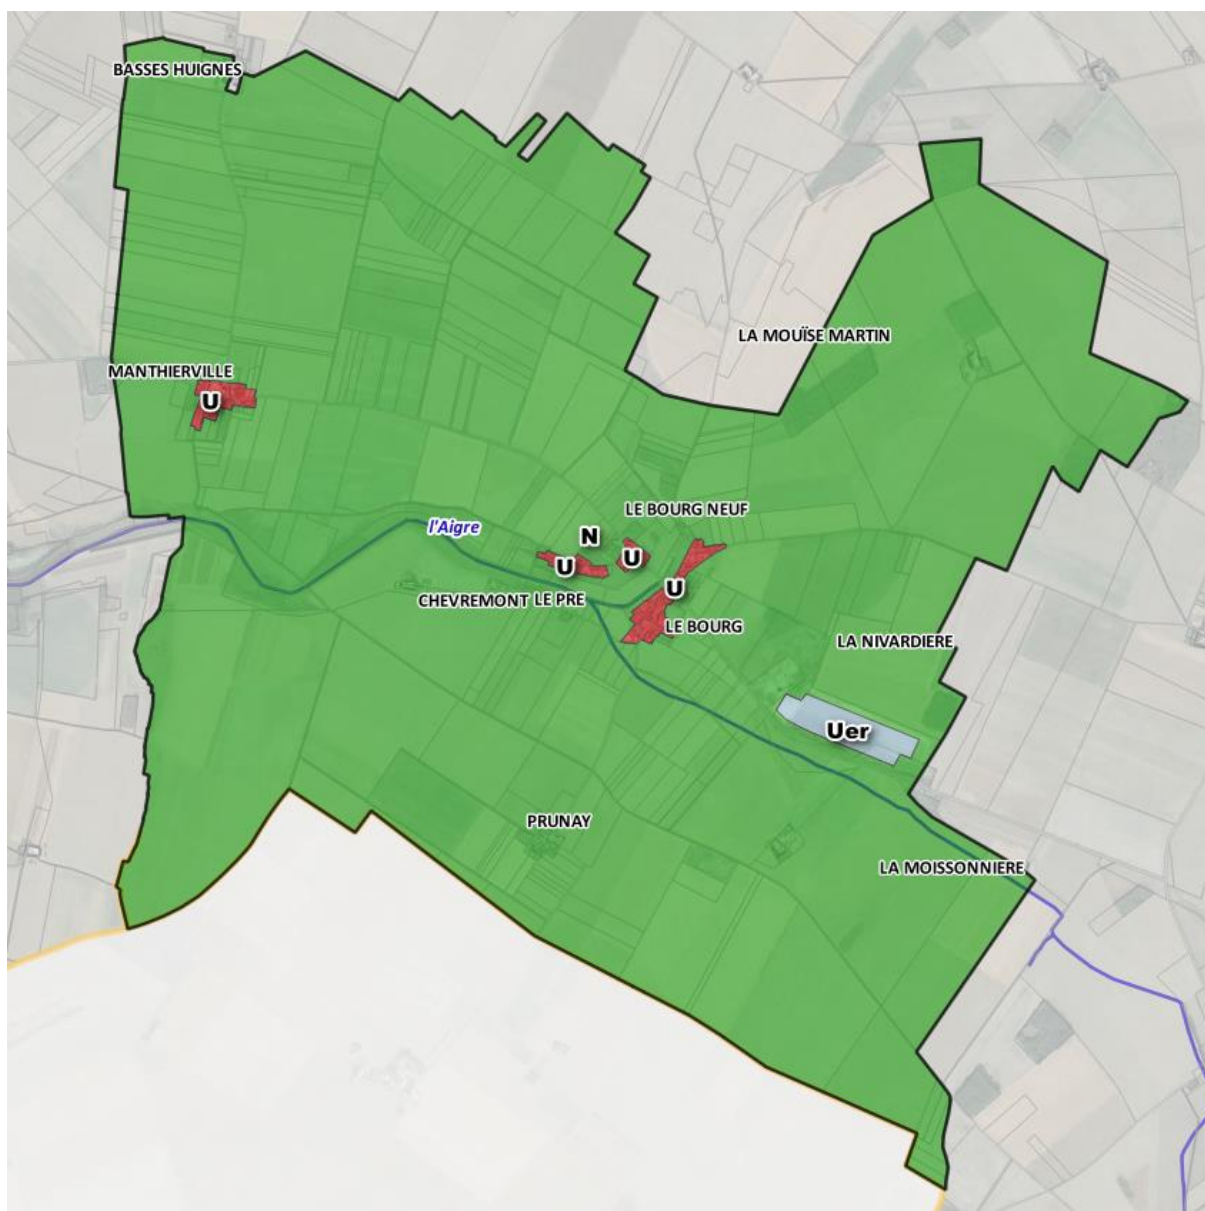 BASSES HUIGNES
LA MOUÏSE MARTIN
MANTHIERVILLE
U
LE BOURG NEUF
l'Aigre
N
U
U
U
CHEVREMONT LE PRE
LE BOURG
LA NIVARDIERE
Uer
PRUNAY
LA MOISSONNIERE